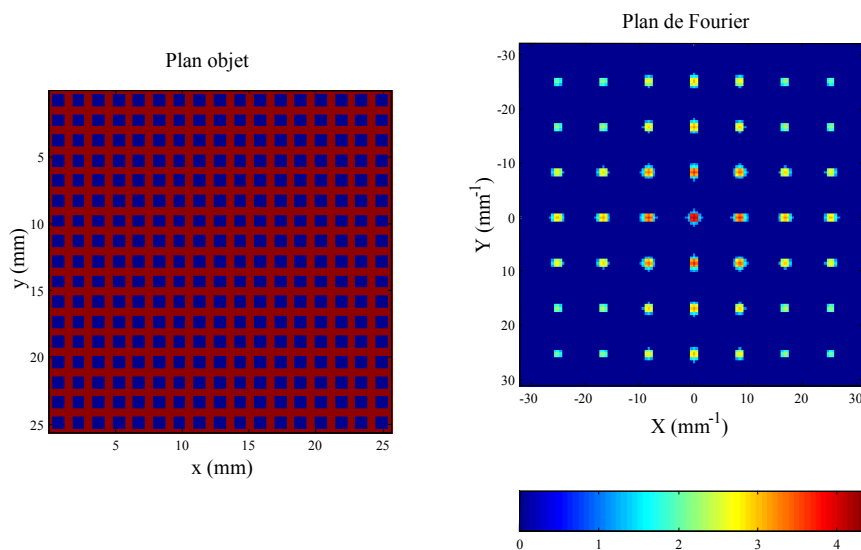 Plan objet
5
10
15
20
25
y (mm)
5 10 15 20 25
x (mm)
Plan de Fourier
-30
-20
-10
0
10
20
30
Y (mm-1)
-30 -20 -10 0 10 20 30
X (mm-1)
0 1 2 3 4